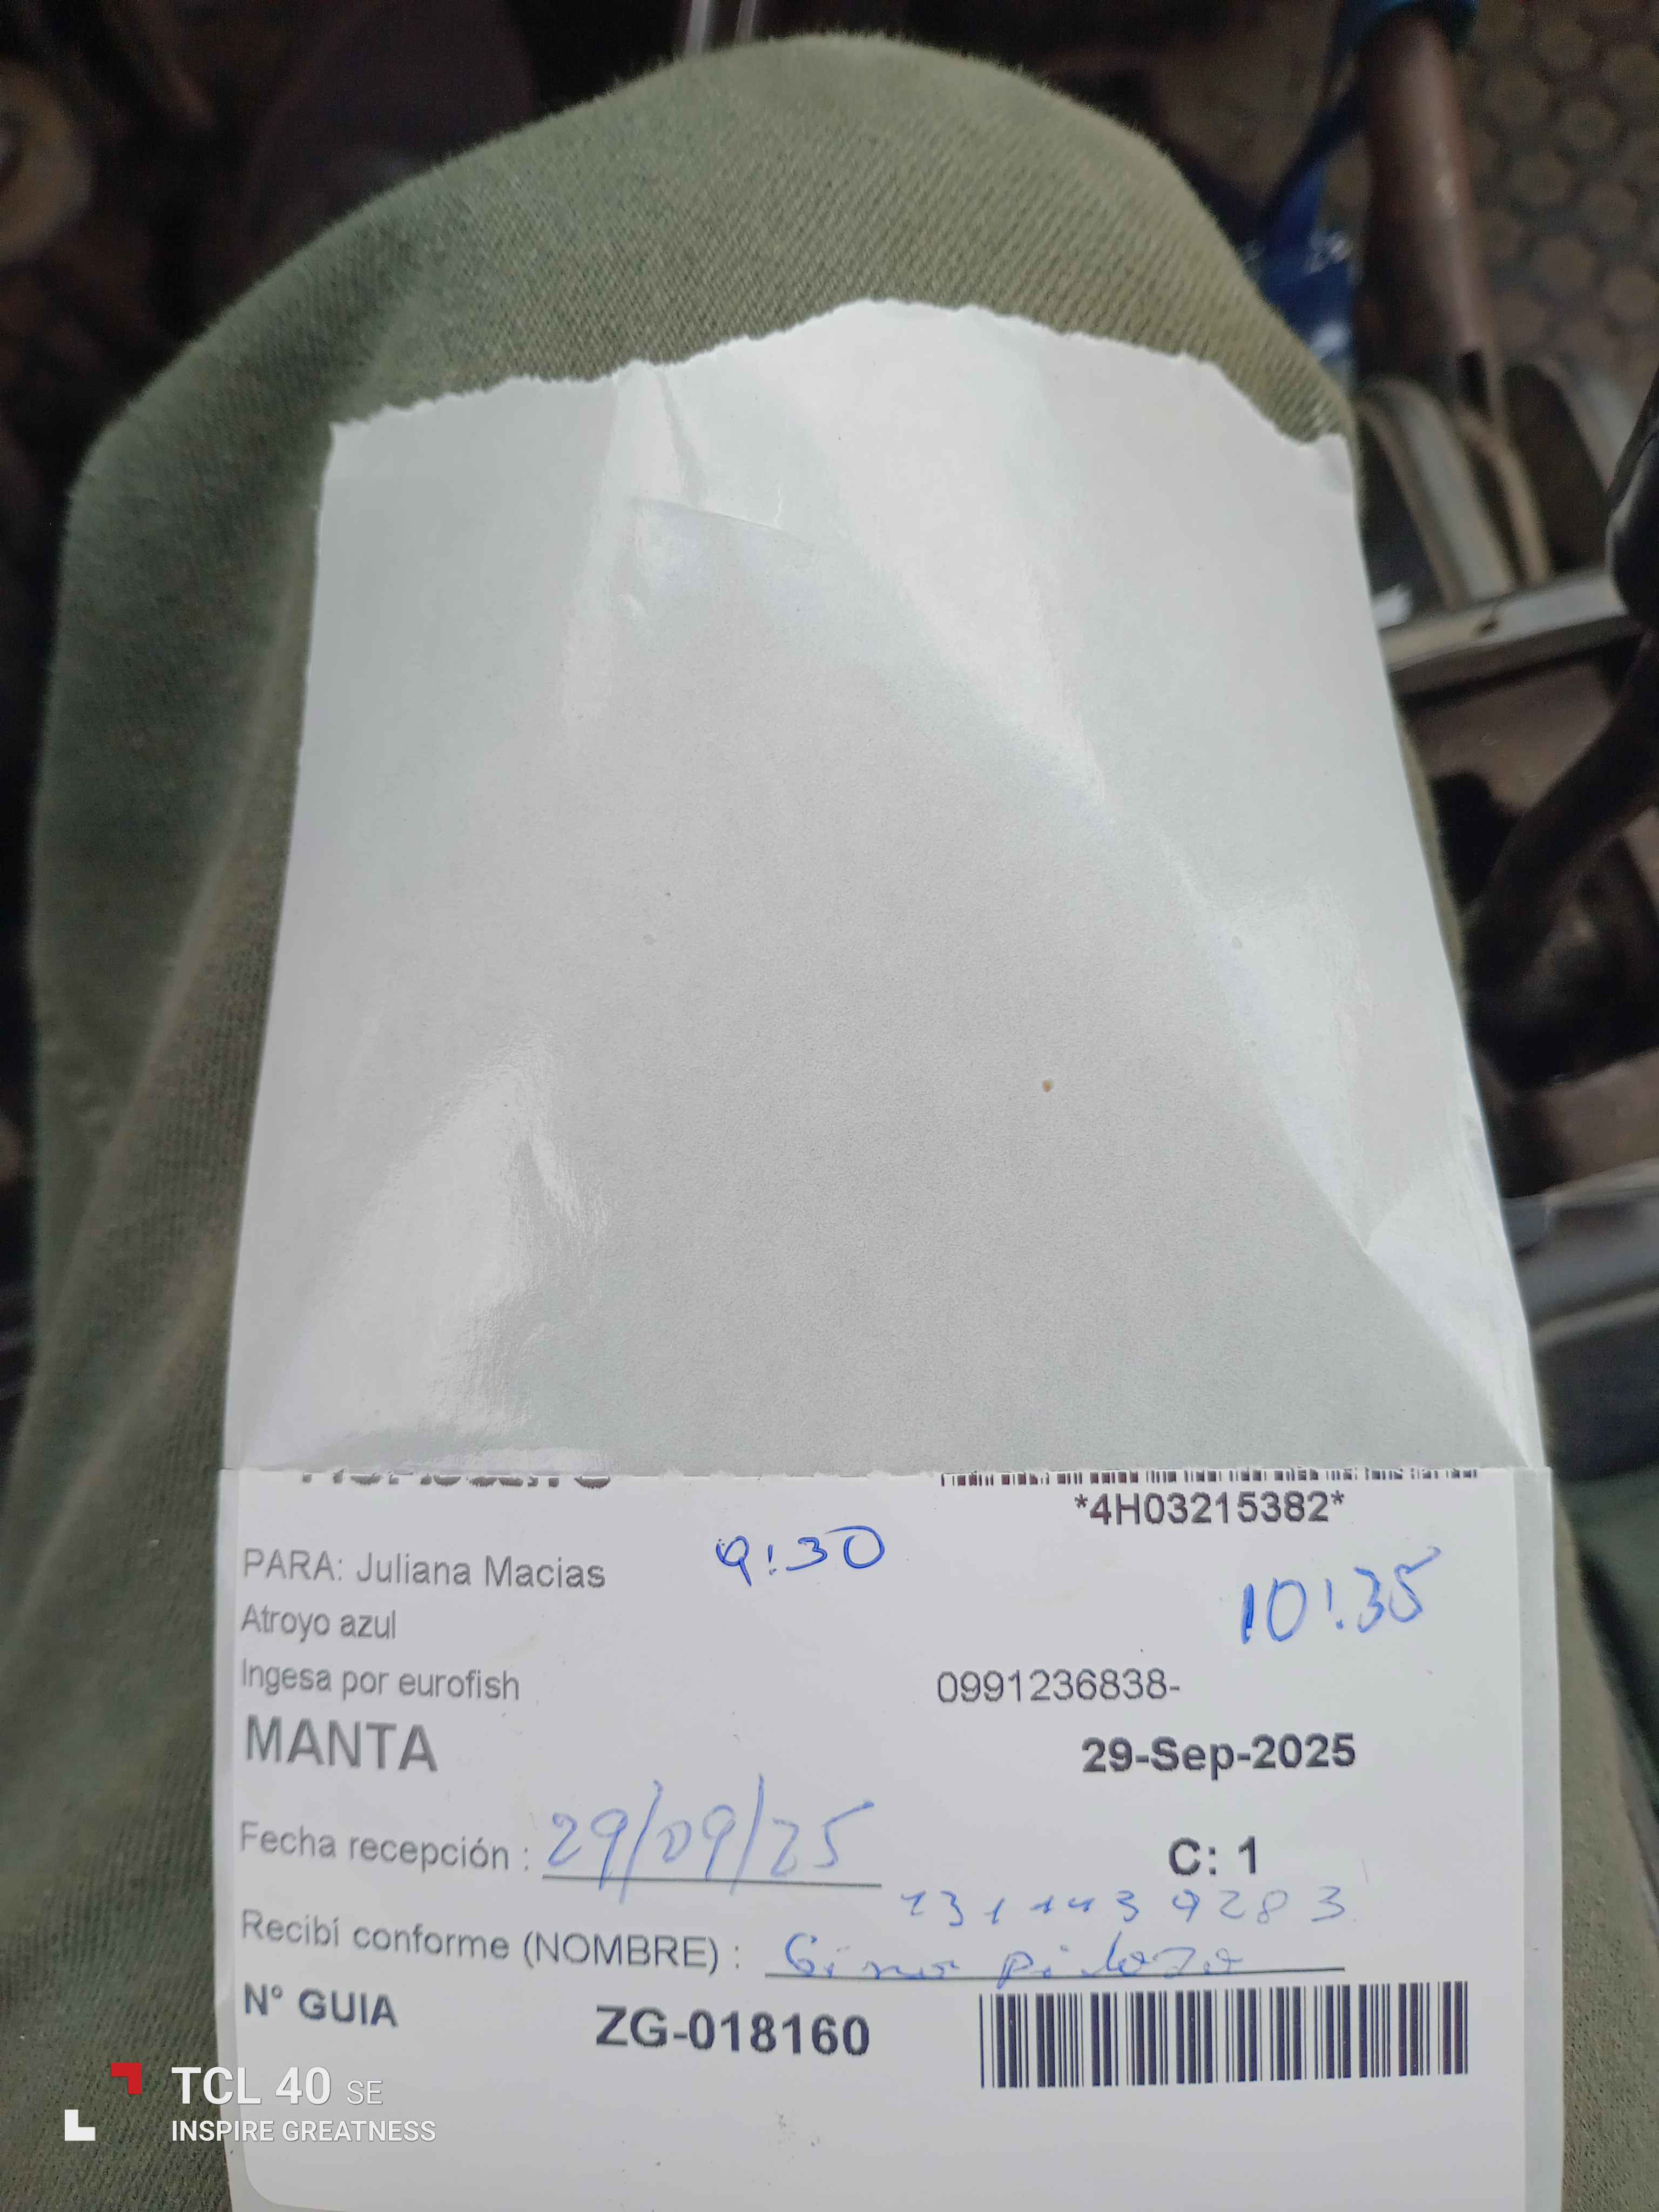 *4H03215382*
PARA: Juliana Macias 9:30
10:35
Atroyo azul
Ingesa por eurofish 0991236838-
MANTA 29-Sep-2025
Fecha recepción : 29/09/25 C: 1
Recibí conforme (NOMBRE) :
N° GUIA ZG-018160
TCL 40 SE
INSPIRE GREATNESS